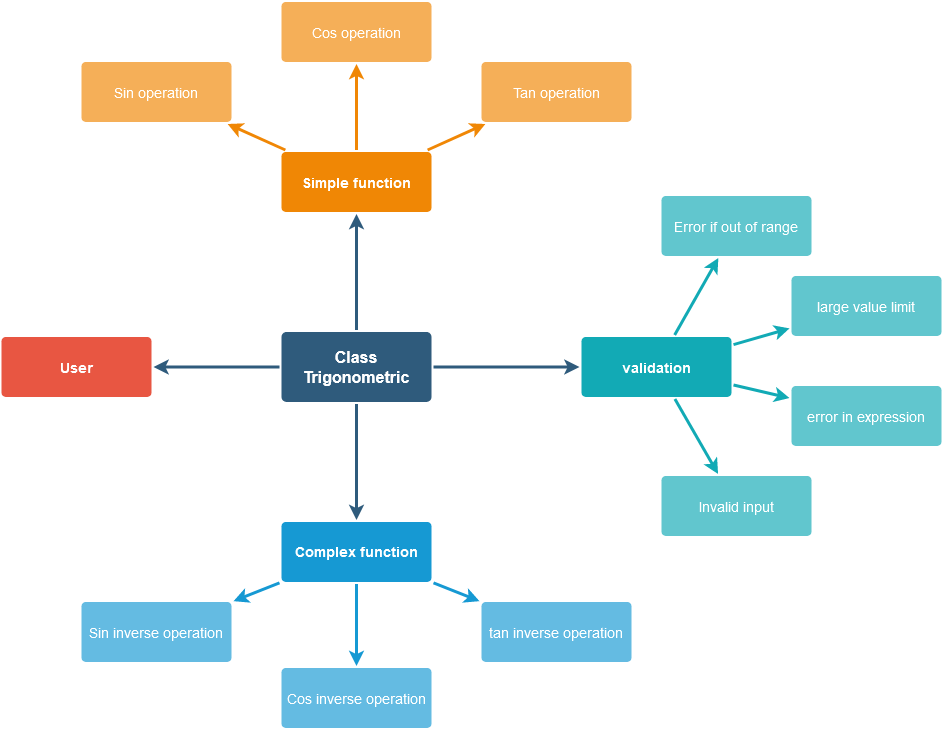 Cos operation
Sin operation
Tan operation
Simple function
Error if out of range
large value limit
User
Class
Trigonometric
validation
error in expression
Invalid input
Complex function
Sin inverse operation
tan inverse operation
Cos inverse operation